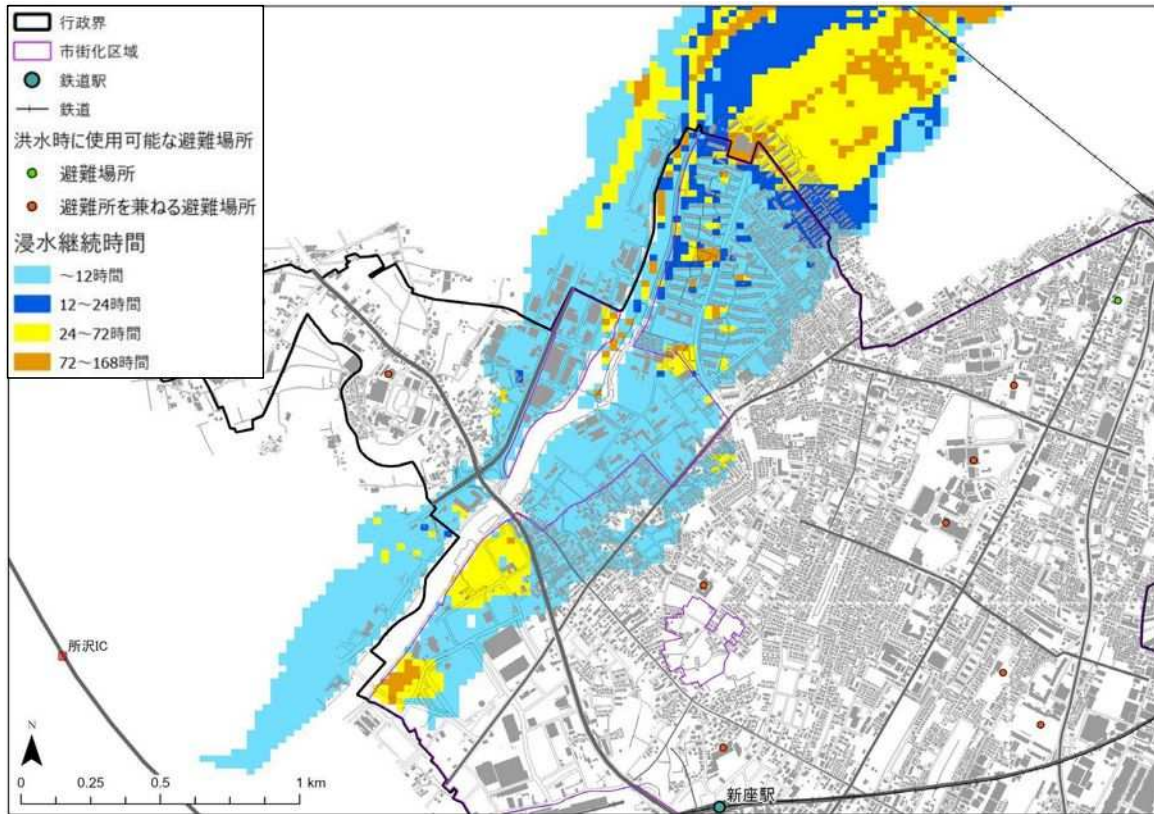 行政界
市街化区域
鉄道駅
鉄道
洪水時に使用可能な避難場所
避難場所
避難所を兼ねる避難場所
浸水継続時間
~12時間
12~24時間
24~72時間
72~168時間
所沢IC
N
0 0.25 0.5 1 km
新座駅